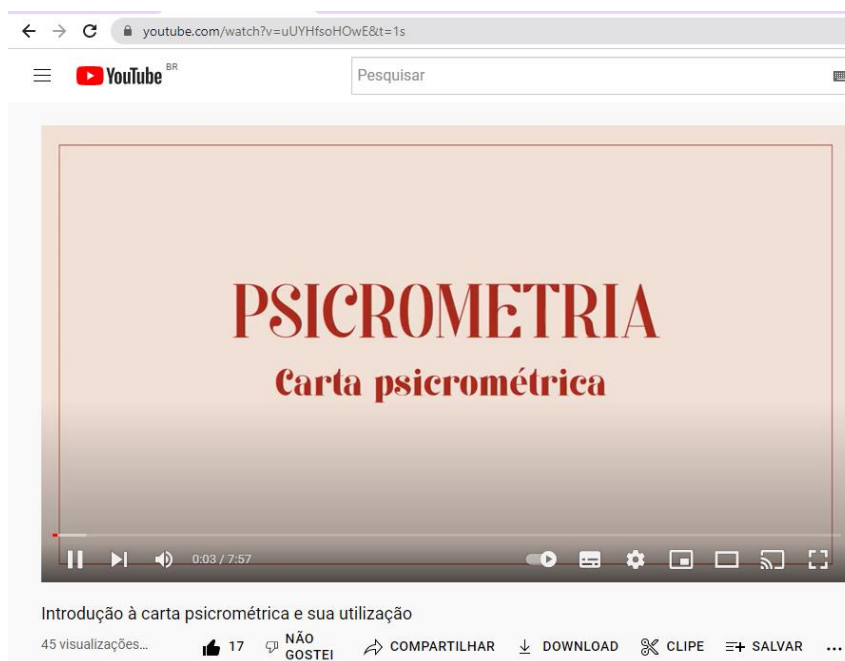 youtube.com/watch?v=uUYHfsoHOwE&t=1s
YouTube BR
Pesquisar
PSICROMETRIA
Carta psicrométrica
0:03 / 7:57
Introdução à carta psicrométrica e sua utilização
45 visualizações... 17 NÃO GOSTEI COMPARTILHAR DOWNLOAD CLIPE SALVAR ...